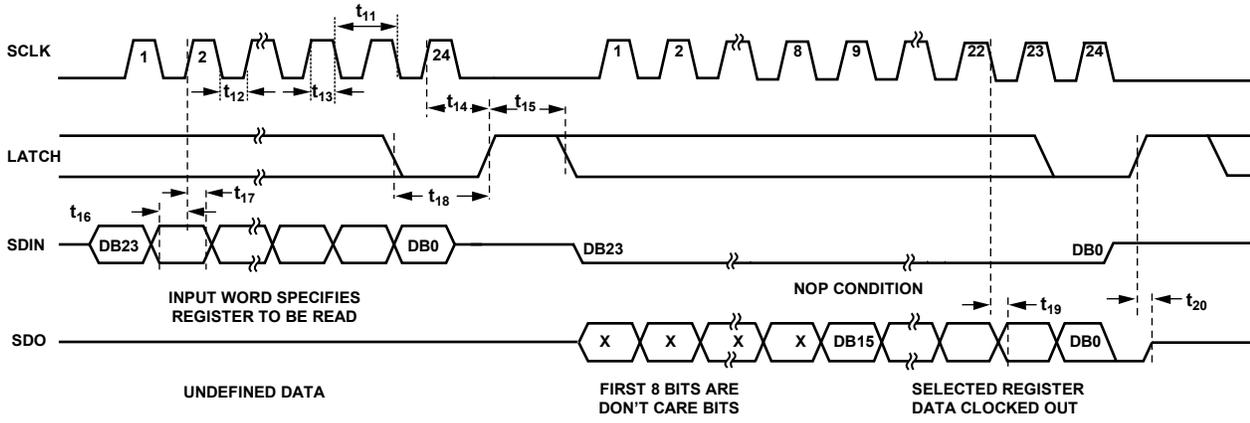 t11
SCLK
1
2
24
1
2
8
9
22
23
24
t12
t13
t14
t15
LATCH
t18
t17
t16
SDIN
DB23
DB0
DB23
DB0
INPUT WORD SPECIFIES
REGISTER TO BE READ
NOP CONDITION
t19
t20
SDO
X
X
X
X
DB15
DB0
UNDEFINED DATA
FIRST 8 BITS ARE
DON'T CARE BITS
SELECTED REGISTER
DATA CLOCKED OUT